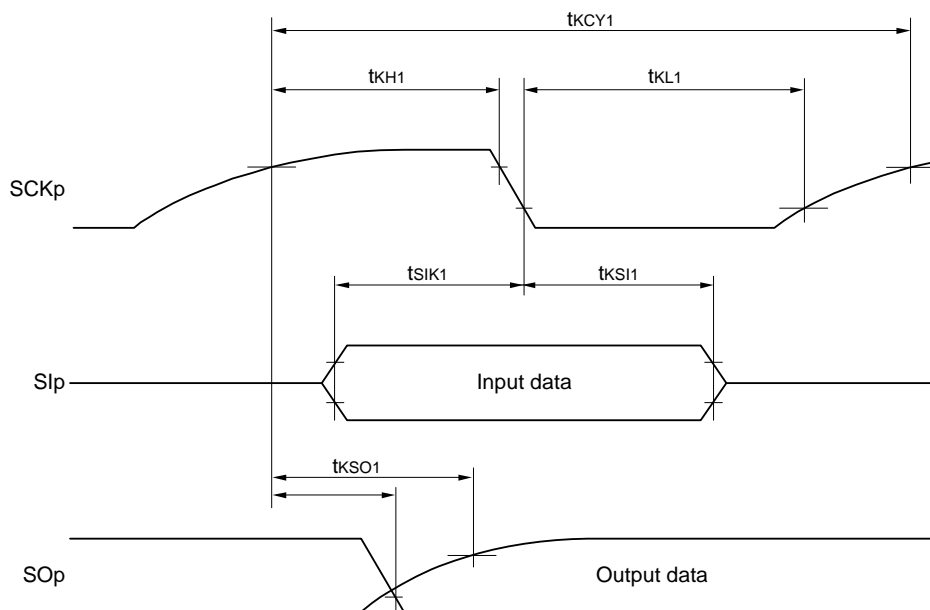 tKCY1
tKH1
tKL1
SCKp
tSIK1
tKSI1
SIp
Input data
tKSO1
SOp
Output data